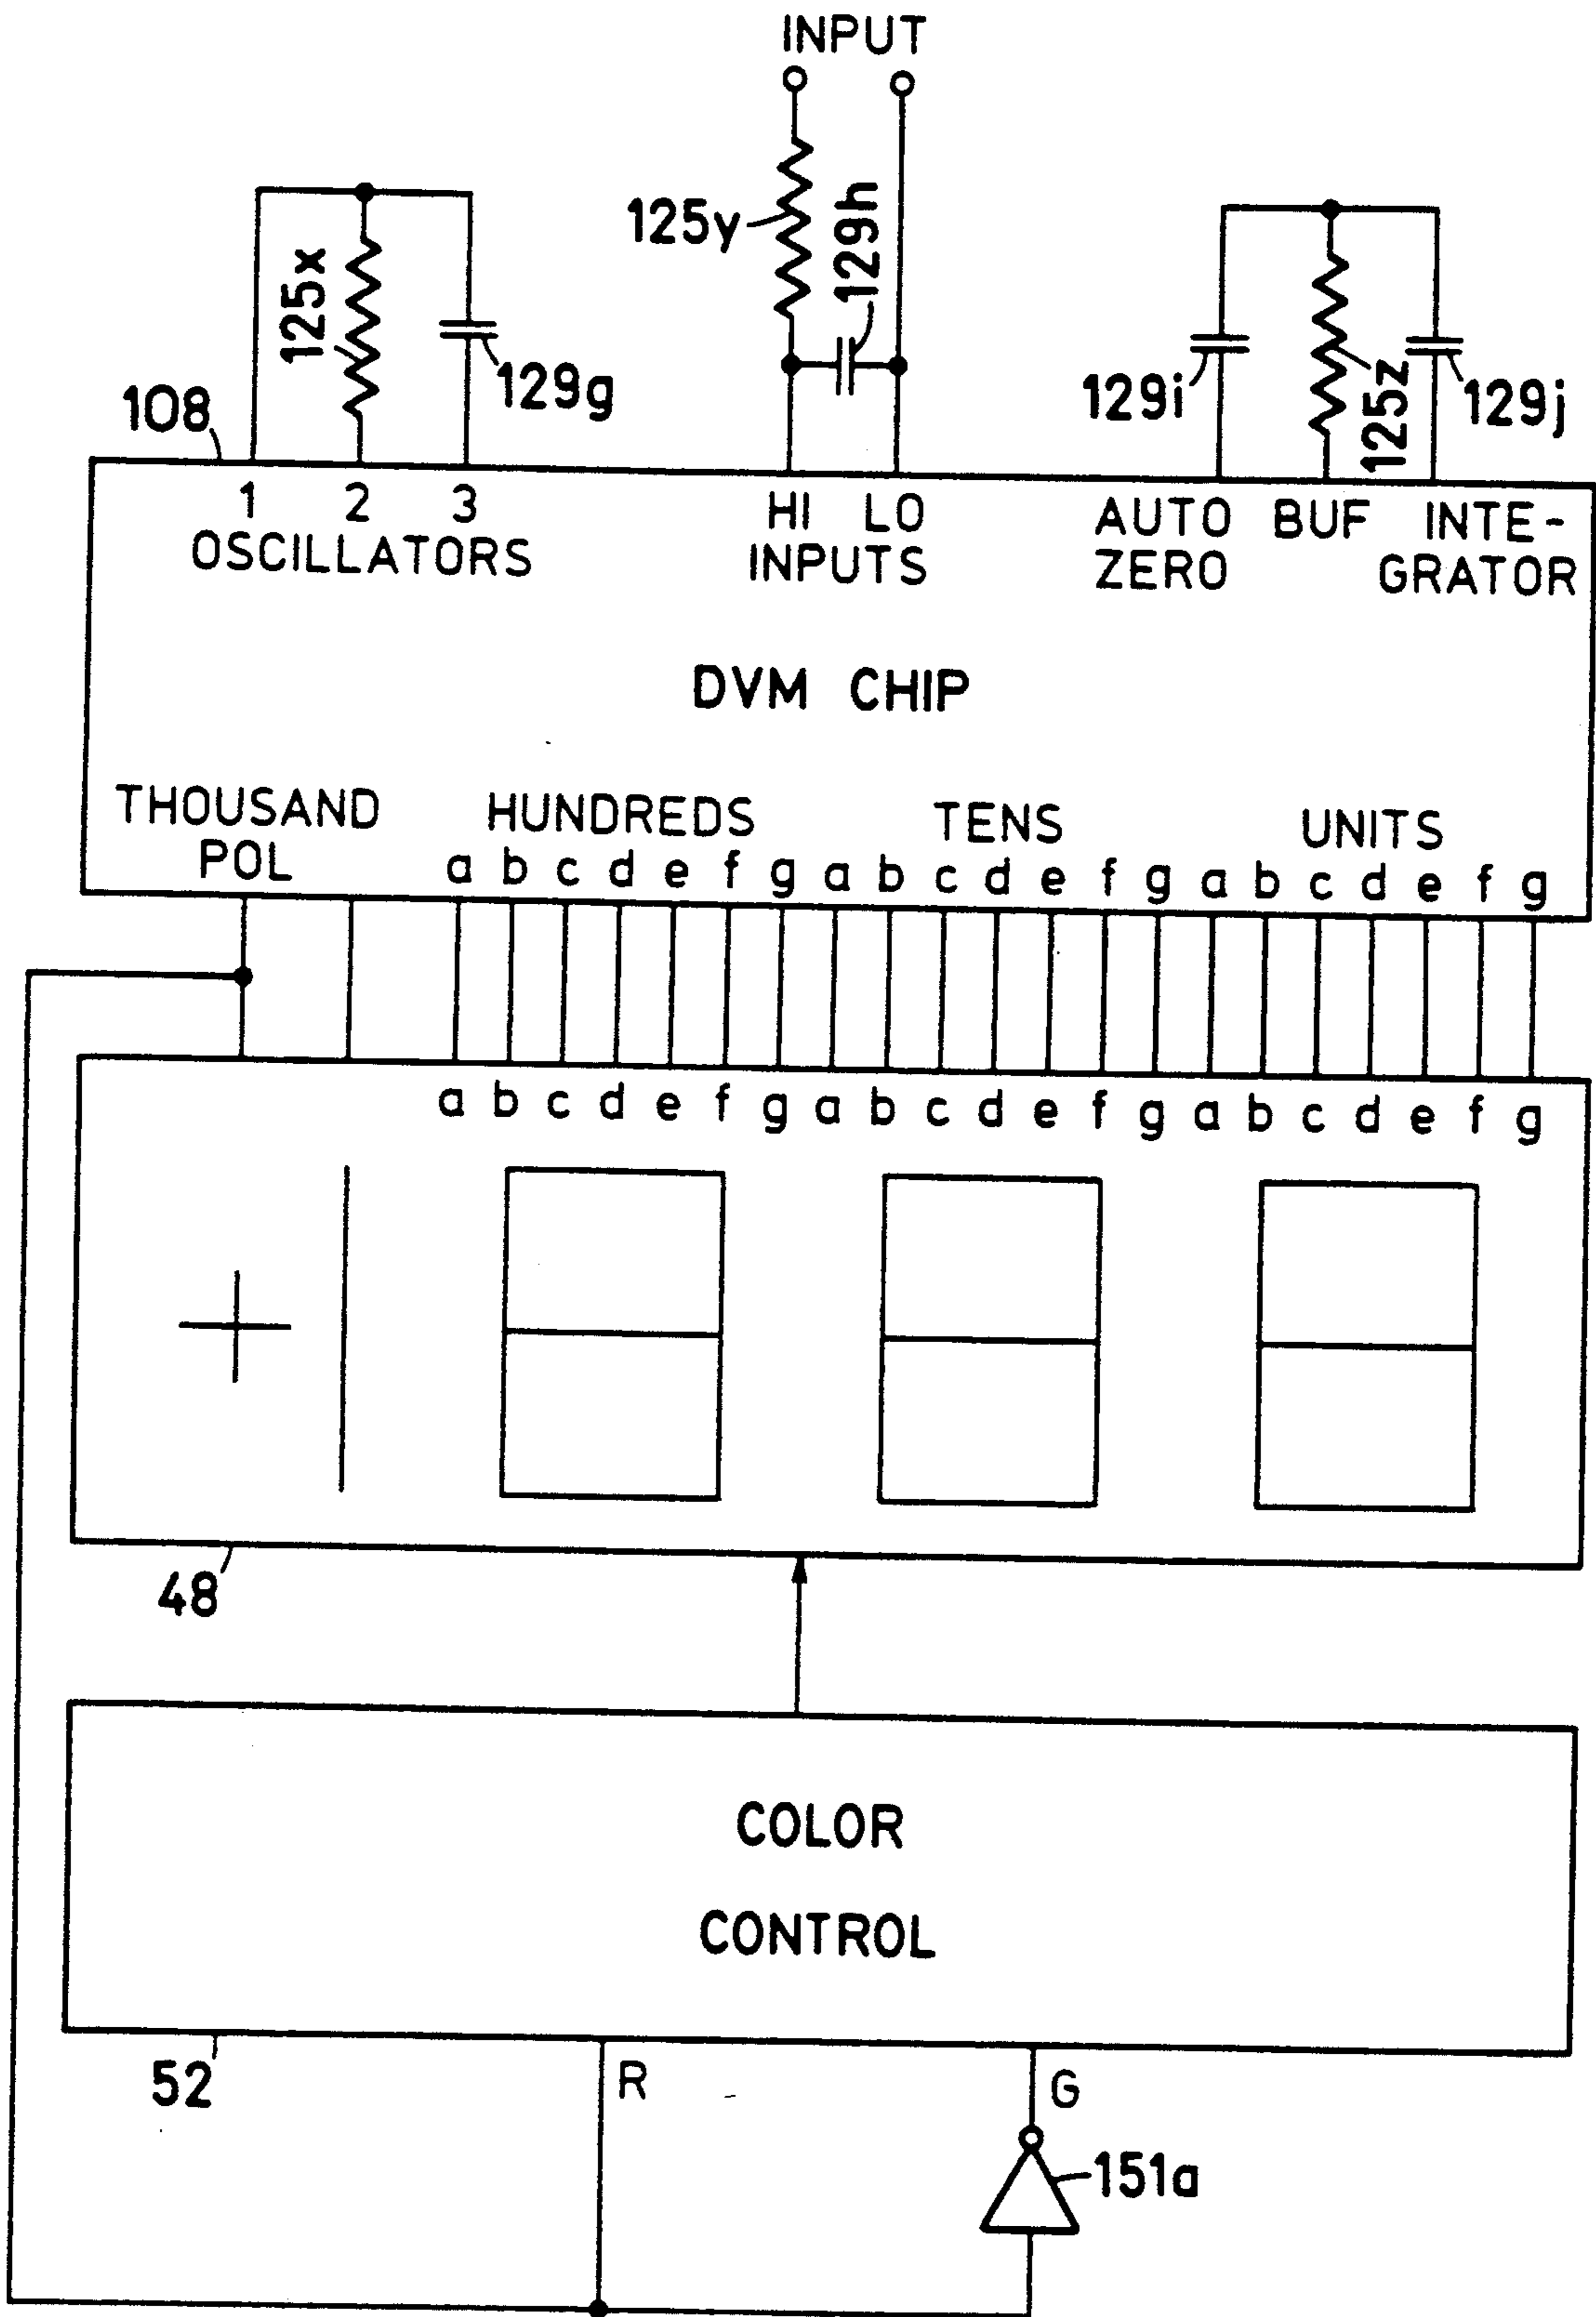 INPUT
125x
129g
125y
129h
129i
125z
129j
108
1 2 3
OSCILLATORS
HI LO
INPUTS
AUTO
ZERO
BUF
INTE-
GRATOR
DVM CHIP
THOUSAND
POL
HUNDREDS
TENS
UNITS
a b c d e f g a b c d e f g a b c d e f g
a b c d e f g a b c d e f g a b c d e f g
48
COLOR
CONTROL
52
R
G
151a